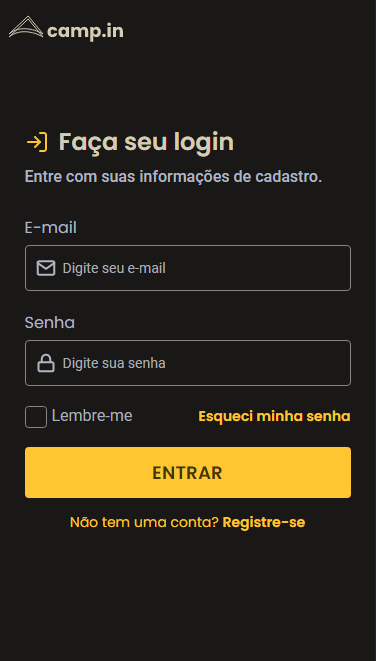 camp.in
Faça seu login
Entre com suas informações de cadastro.
E-mail
Digite seu e-mail
Senha
Digite sua senha
Lembre-me Esqueci minha senha
ENTRAR
Não tem uma conta? Registre-se